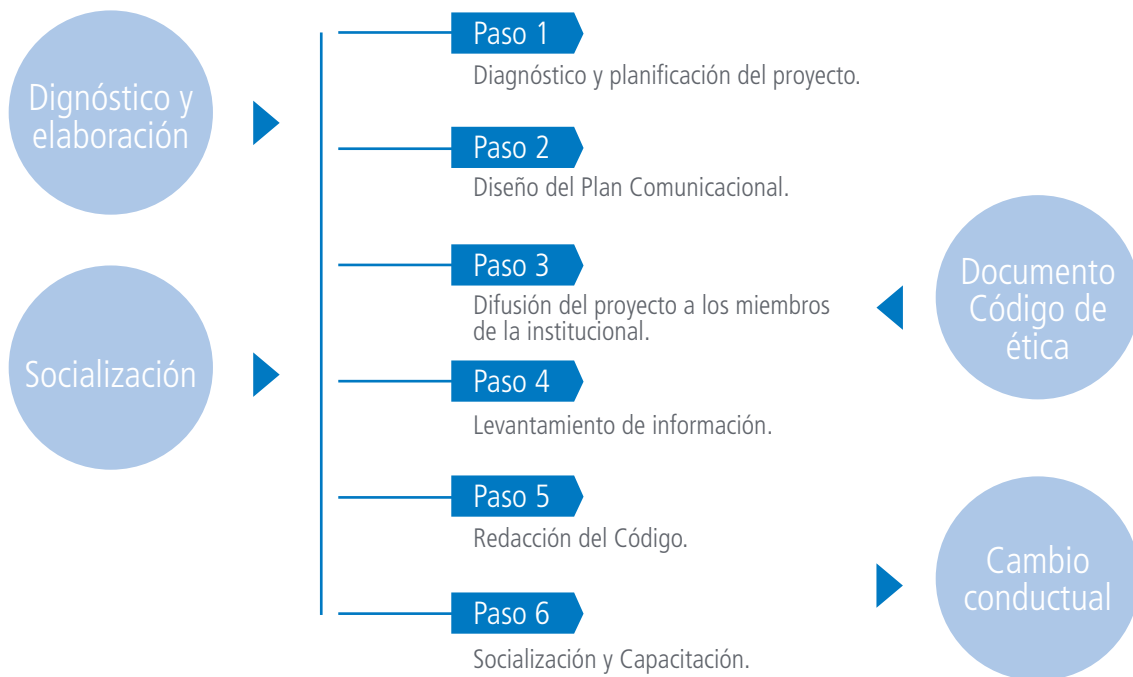 Dignóstico y
elaboración
Socialización
Paso 1
Diagnóstico y planificación del proyecto.
Paso 2
Diseño del Plan Comunicacional.
Paso 3
Difusión del proyecto a los miembros
de la institucional.
Paso 4
Levantamiento de información.
Paso 5
Redacción del Código.
Paso 6
Socialización y Capacitación.
Documento
Código de
ética
Cambio
conductual